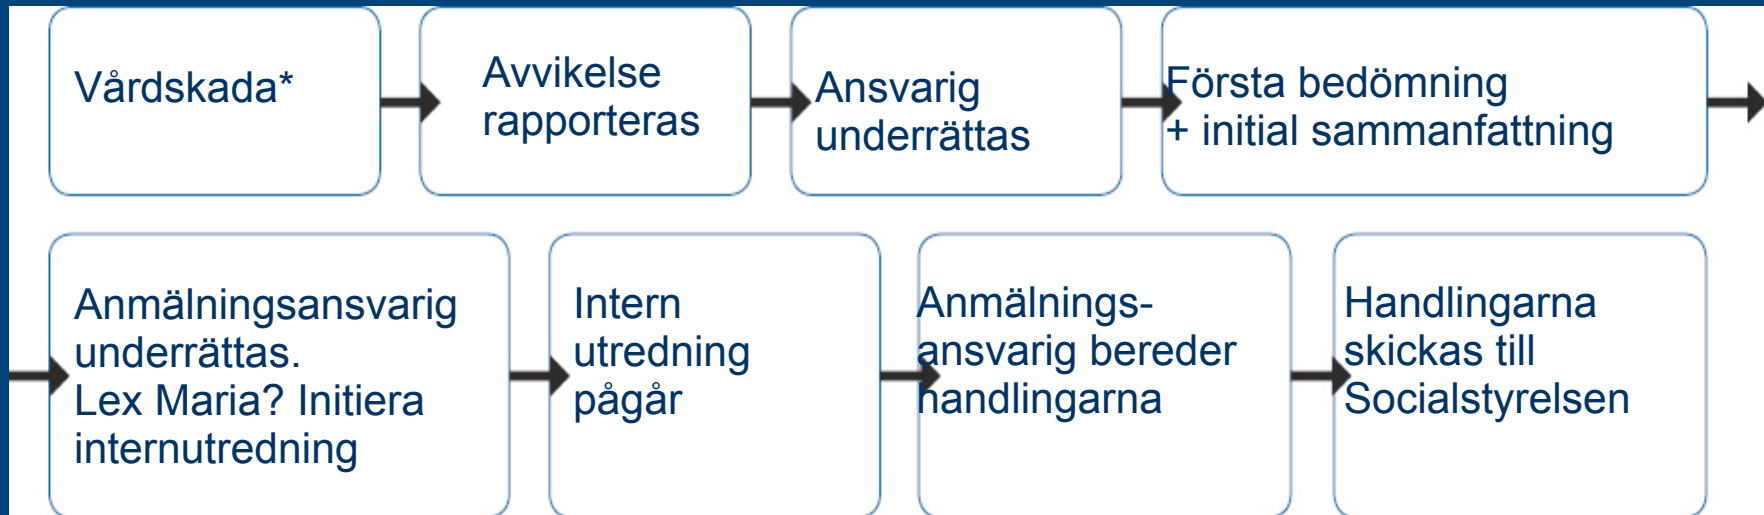 Vårdskada*
Avvikelse
rapporteras
Ansvarig
underrättas
Första bedömning
+ initial sammanfattning
Anmälningsansvarig
underrättas.
Lex Maria? Initiera
internutredning
Intern
utredning
pågår
Anmälnings-
ansvarig bereder
handlingarna
Handlingarna
skickas till
Socialstyrelsen